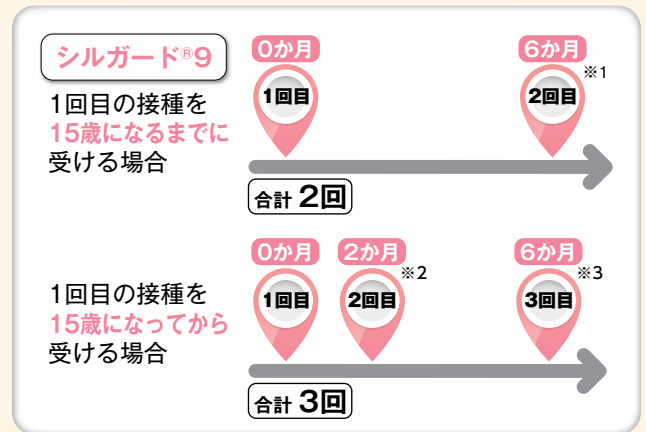 シルガード®9
1回目の接種を
15歳になるまでに
受ける場合
0か月
1回目
6か月
※1
2回目
合計 2回
1回目の接種を
15歳になってから
受ける場合
0か月
1回目
2か月
※2
2回目
6か月
※3
3回目
合計 3回